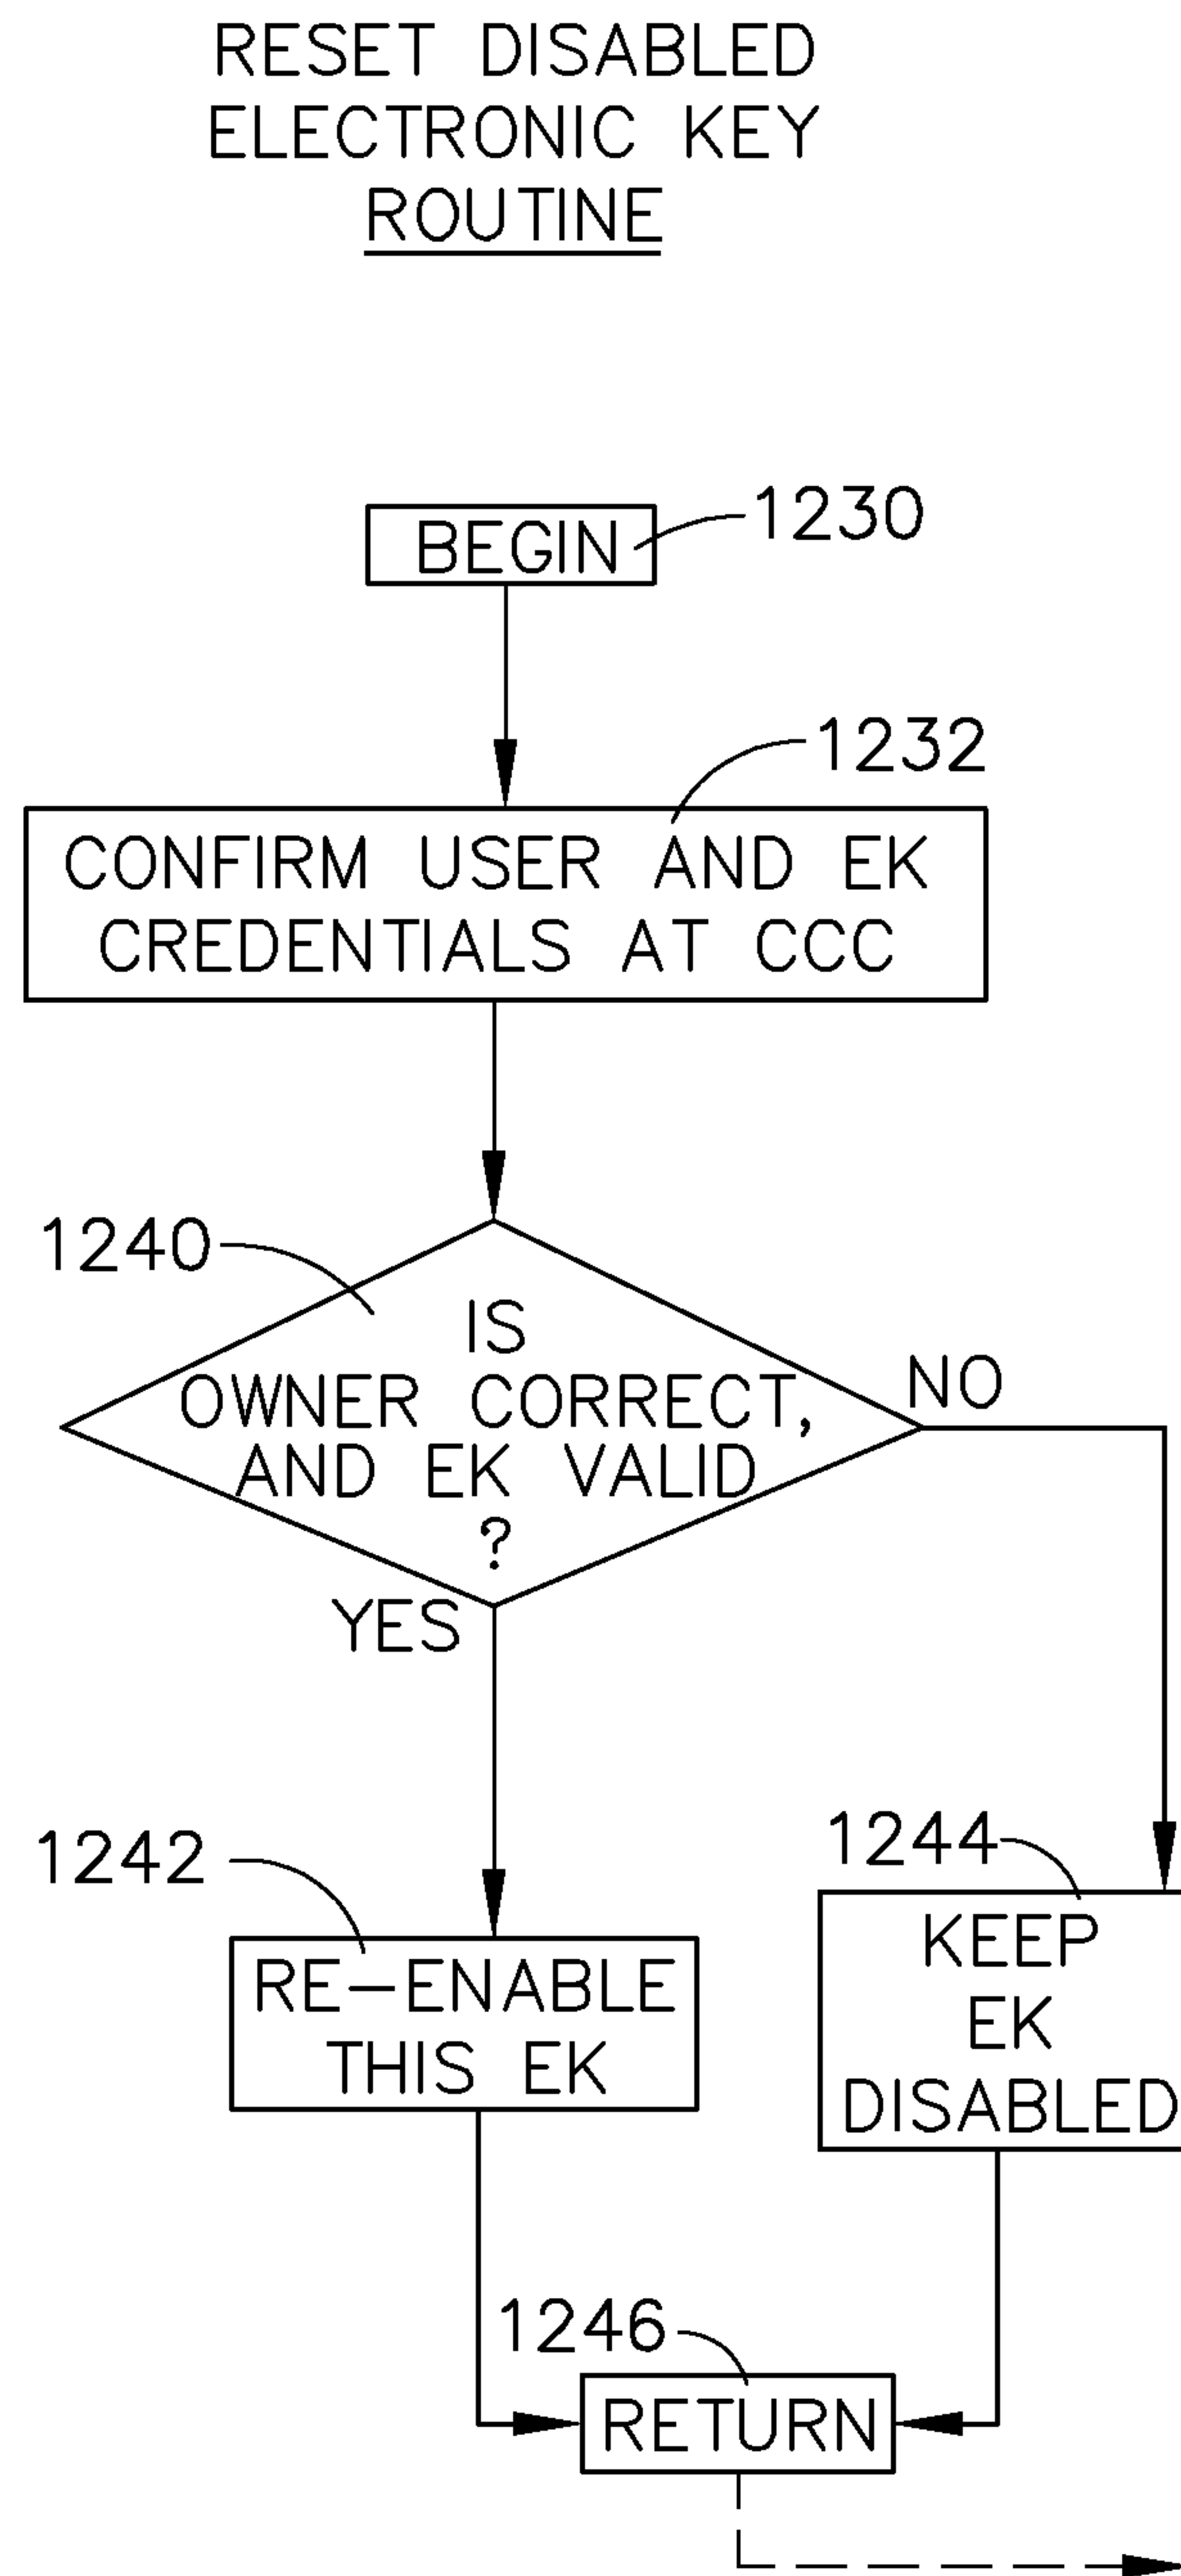 RESET DISABLED
ELECTRONIC KEY
ROUTINE
BEGIN
1230
1232
CONFIRM USER AND EK
CREDENTIALS AT CCC
1240
IS
OWNER CORRECT,
AND EK VALID
?
NO
YES
1242
RE-ENABLE
THIS EK
1244
KEEP
EK
DISABLED
1246
RETURN